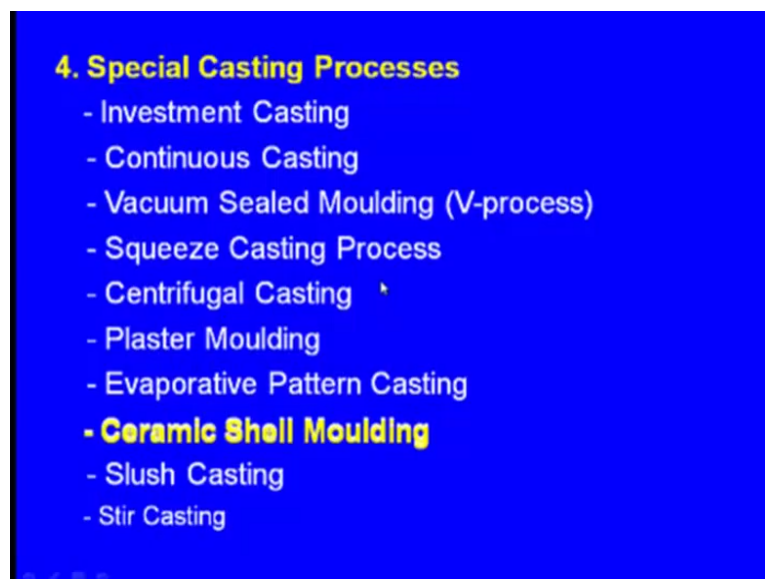 4. Special Casting Processes
- Investment Casting
- Continuous Casting
- Vacuum Sealed Moulding (V-process)
- Squeeze Casting Process
- Centrifugal Casting
- Plaster Moulding
- Evaporative Pattern Casting
- Ceramic Shell Moulding
- Slush Casting
- Stir Casting